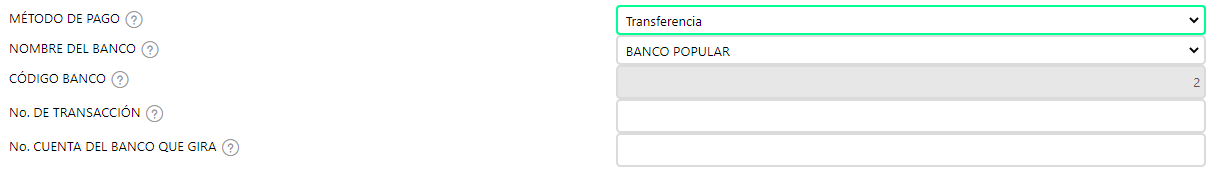 MÉTODO DE PAGO ? Transferencia
NOMBRE DEL BANCO ? BANCO POPULAR
CÓDIGO BANCO ? 2
No. DE TRANSACCIÓN ?
No. CUENTA DEL BANCO QUE GIRA ?